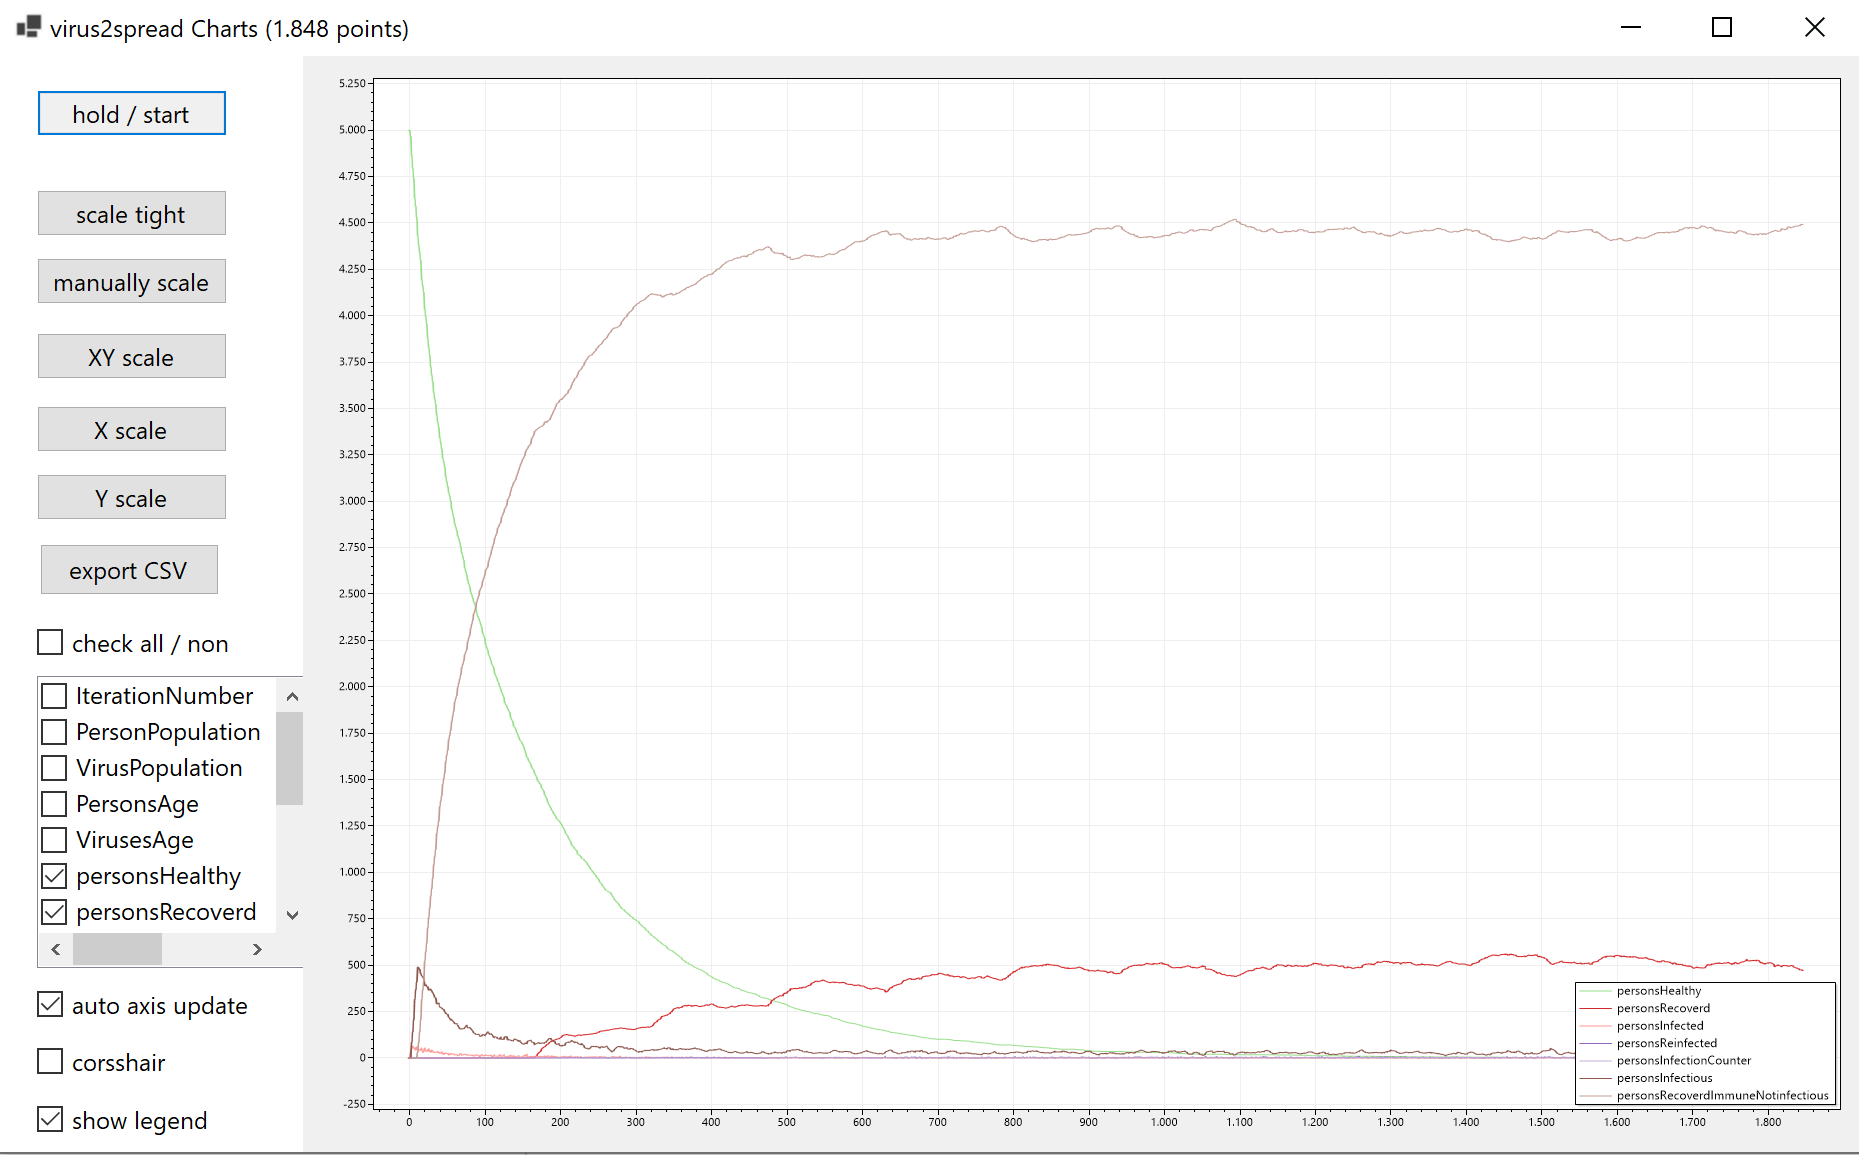 virus2spread Charts (1.848 points)
hold / start
scale tight
manually scale
XY scale
X scale
Y scale
export CSV
check all / non
IterationNumber
PersonPopulation
VirusPopulation
PersonsAge
VirusesAge
personsHealthy
personsRecoverd
auto axis update
corsshair
show legend
5.250
5.000
4.750
4.500
4.250
4.000
3.750
3.500
3.250
3.000
2.750
2.500
2.250
2.000
1.750
1.500
1.250
1.000
750
500
250
0
-250
0 100 200 300 400 500 600 700 800 900 1.000 1.100 1.200 1.300 1.400 1.500 1.600 1.700 1.800
personsHealthy
personsRecoverd
personsInfected
personsReinfected
personsInfectionCounter
personsInfectious
personsRecoverdImmuneNotinfectious